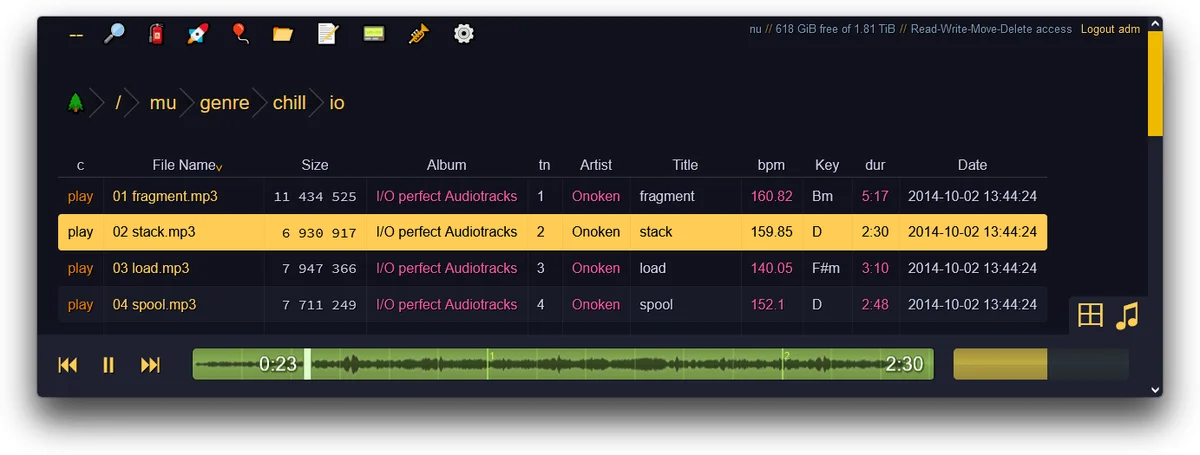 -- nu // 618 GiB free of 1.81 TiB // Read-Write-Move-Delete access Logout adm
/ mu genre chill io
c File Name Size Album tn Artist Title bpm Key dur Date
play 01 fragment.mp3 11 434 525 I/O perfect Audiotracks 1 Onoken fragment 160.82 Bm 5:17 2014-10-02 13:44:24
play 02 stack.mp3 6 930 917 I/O perfect Audiotracks 2 Onoken stack 159.85 D 2:30 2014-10-02 13:44:24
play 03 load.mp3 7 947 366 I/O perfect Audiotracks 3 Onoken load 140.05 F#m 3:10 2014-10-02 13:44:24
play 04 spool.mp3 7 711 249 I/O perfect Audiotracks 4 Onoken spool 152.1 D 2:48 2014-10-02 13:44:24
0:23 1 2 2:30